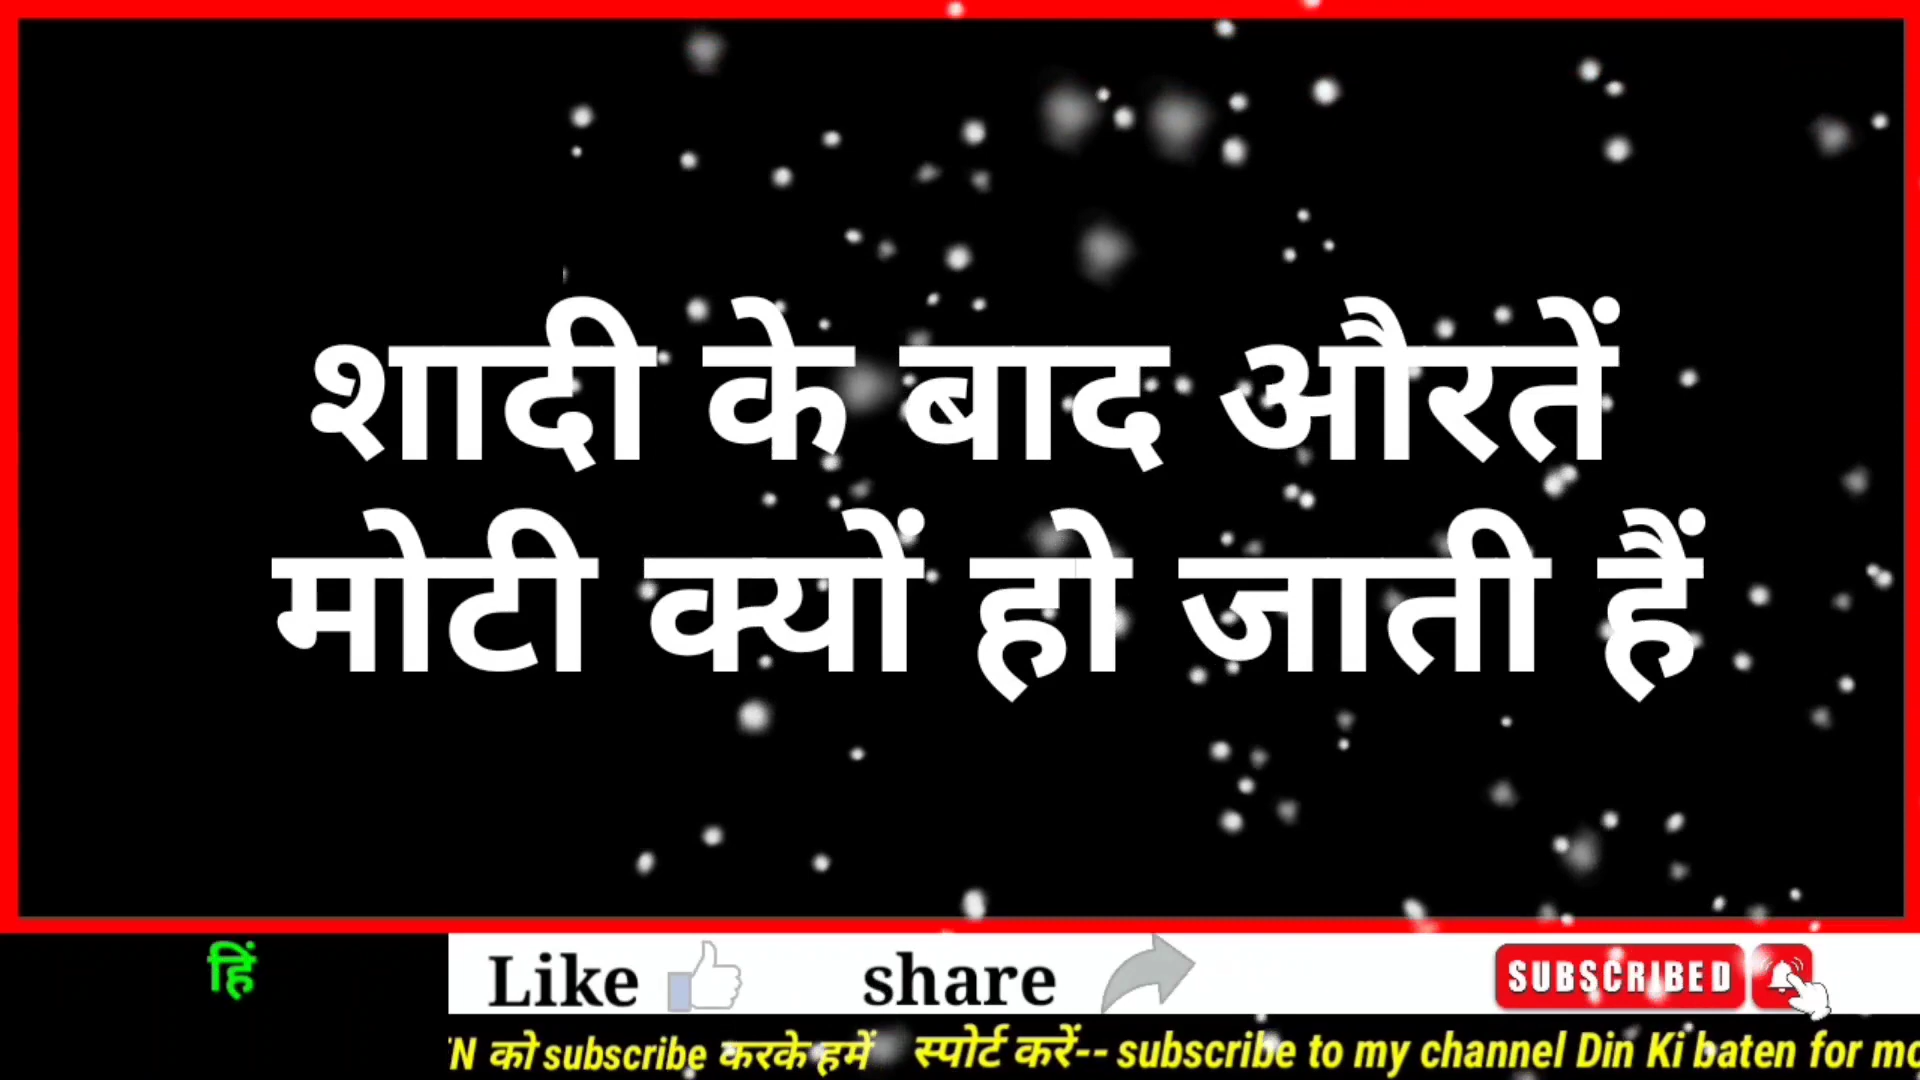 शादी के बाद औरतें
मोटी क्यों हो जाती हैं
हिं
Like share SUBSCRIBED
N को subscribe करके हमें स्पोर्ट करें-- subscribe to my channel Din Ki baten for mo